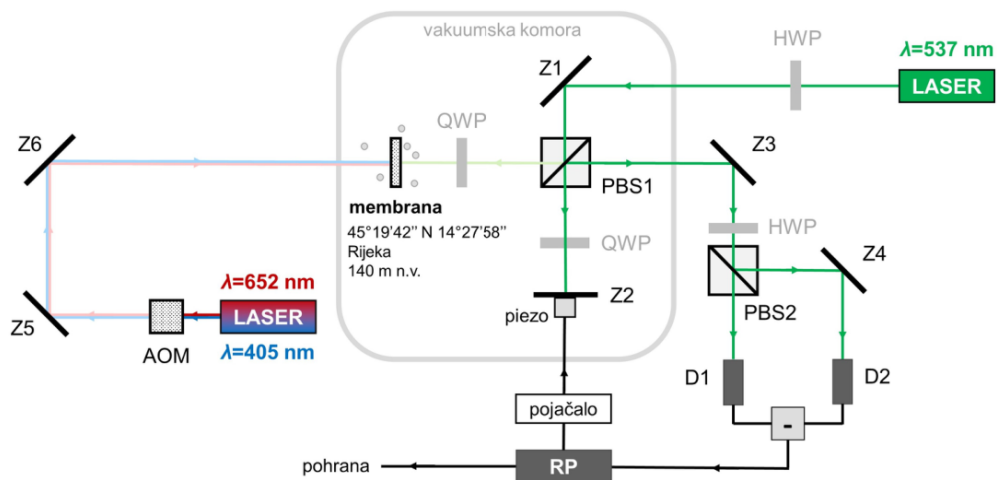 vakuumska komora
HWP
λ=537 nm
LASER
Z1
Z6
QWP
Z3
PBS1
membrana
45°19'42'' N 14°27'58''
Rijeka
140 m n.v.
QWP
HWP
Z4
λ=652 nm
Z2
PBS2
Z5
LASER
piezo
AOM
λ=405 nm
D1
D2
pojačalo
-
pohrana
RP